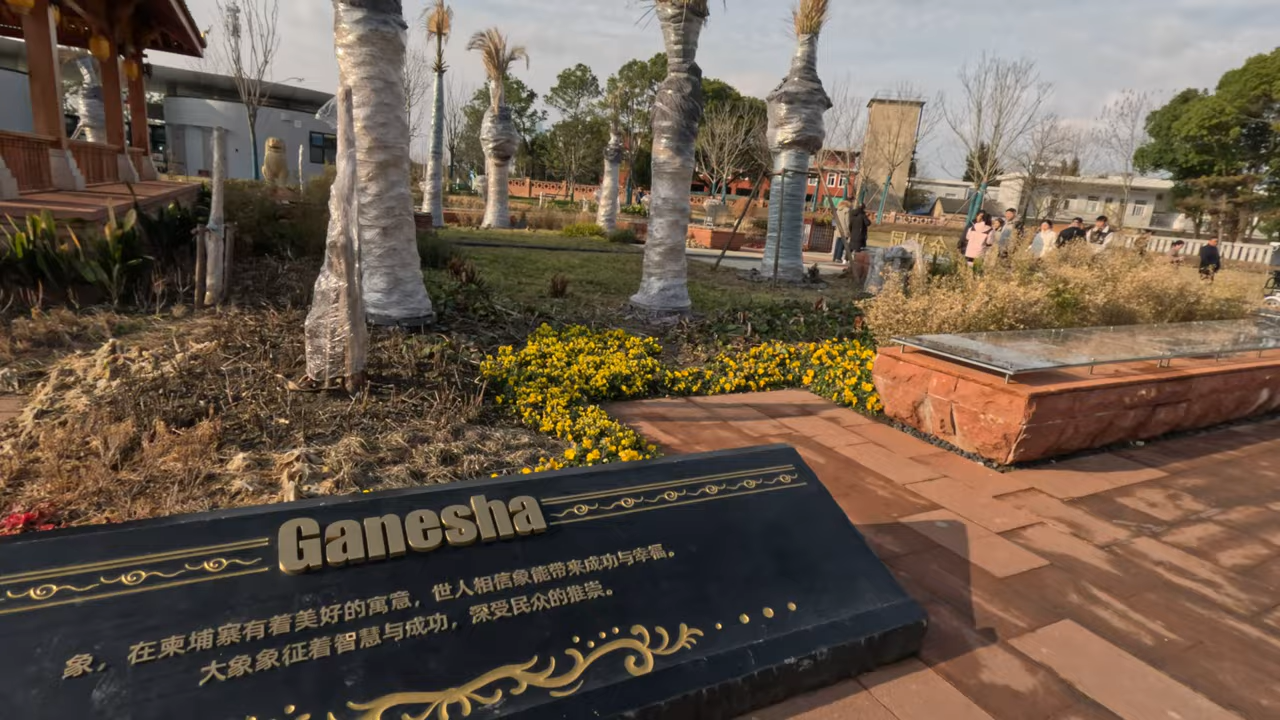 Ganesha
象，在柬埔寨有着美好的寓意，世人相信象能带来成功与幸福。
大象象征着智慧与成功，深受民众的推崇。